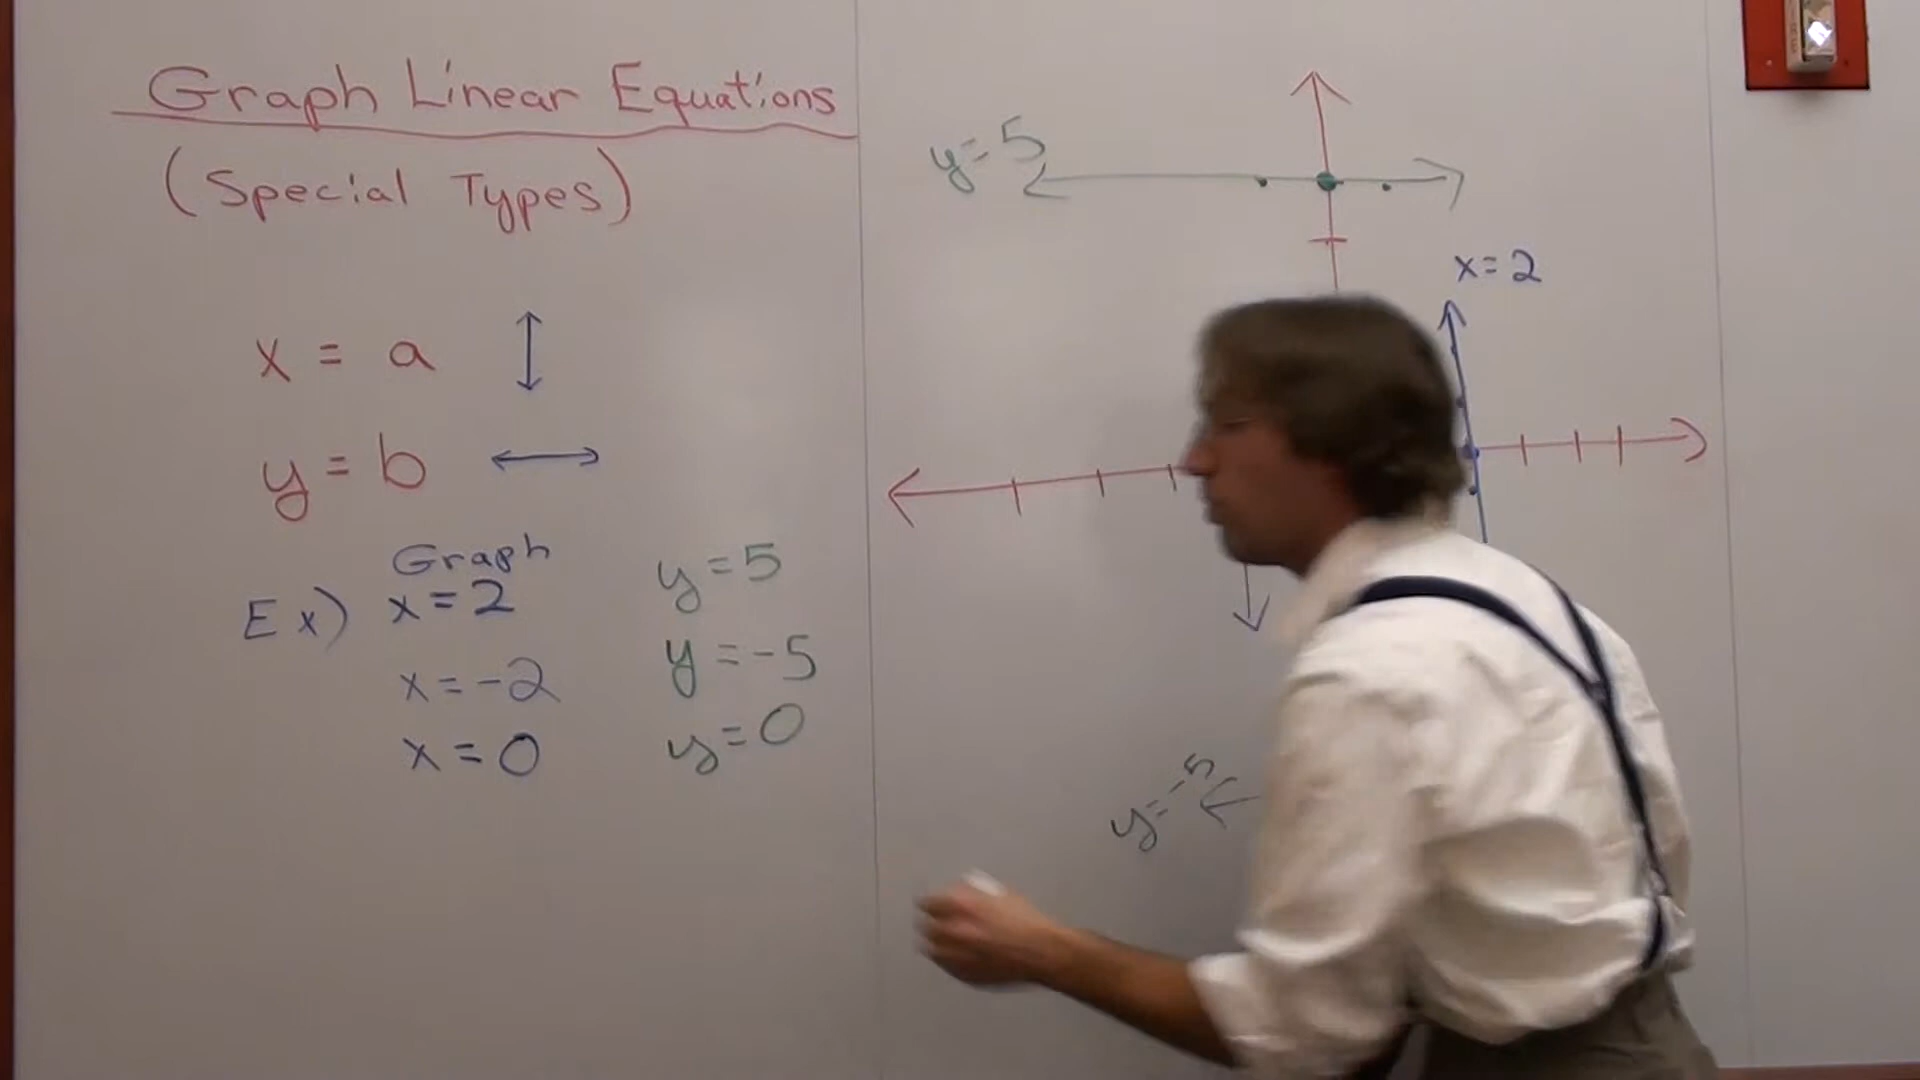 Graph Linear Equations
(Special Types)
x = a
y = b
Graph
Ex) x = 2
x = -2
x = 0
y = 5
y = -5
y = 0
y = 5
x = 2
y = -5